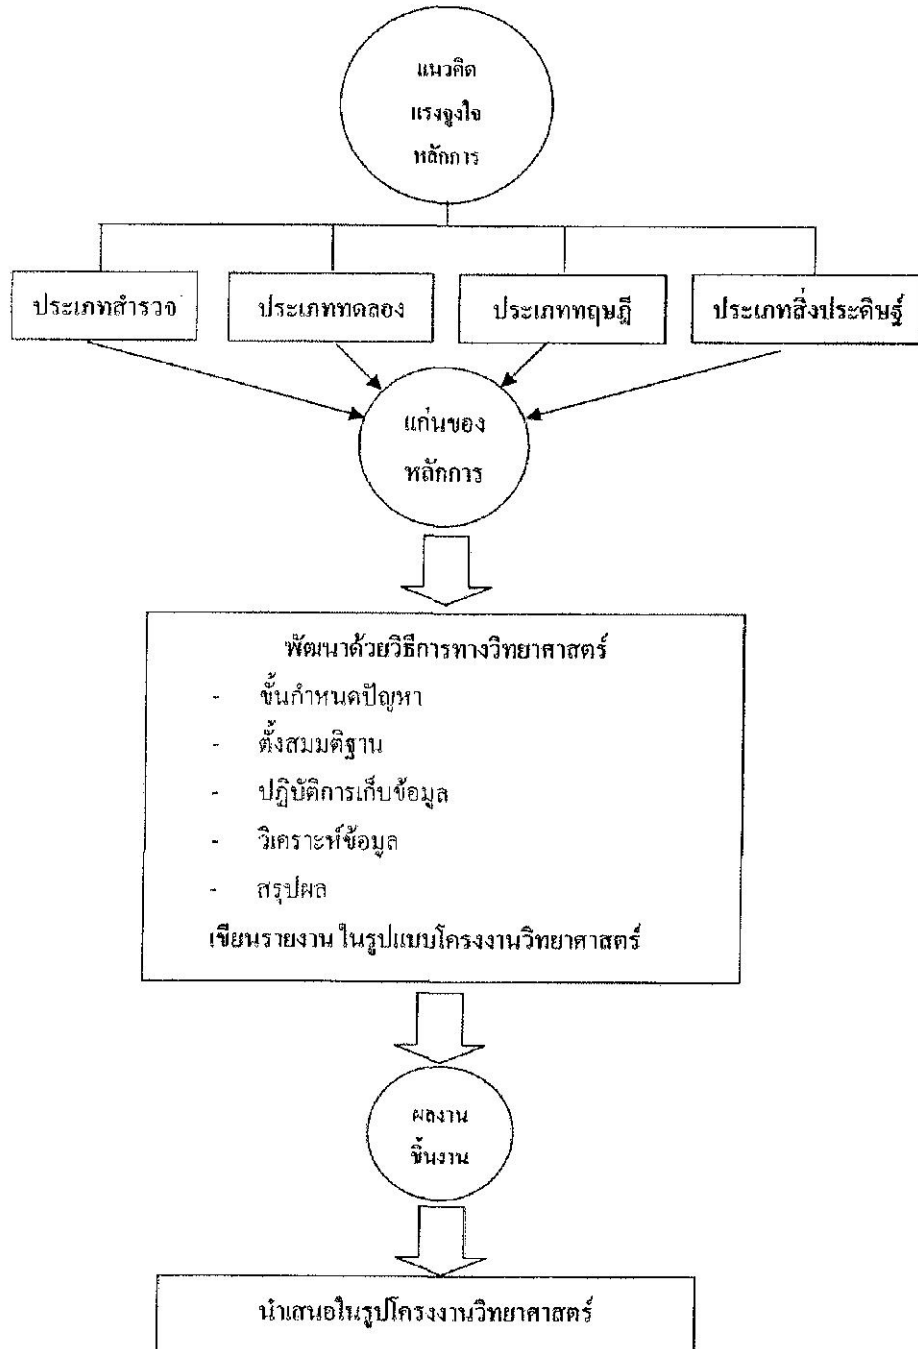 แนวคิด
แรงจูงใจ
หลักการ
ประเภทสำรวจ
ประเภททดลอง
ประเภททฤษฎี
ประเภทสิ่งประดิษฐ์
แก่นของ
หลักการ
พัฒนาด้วยวิธีการทางวิทยาศาสตร์
- ขั้นกำหนดปัญหา
- ตั้งสมมติฐาน
- ปฏิบัติการเก็บข้อมูล
- วิเคราะห์ข้อมูล
- สรุปผล
เขียนรายงาน ในรูปแบบโครงงานวิทยาศาสตร์
ผลงาน
ชิ้นงาน
นำเสนอในรูปโครงงานวิทยาศาสตร์